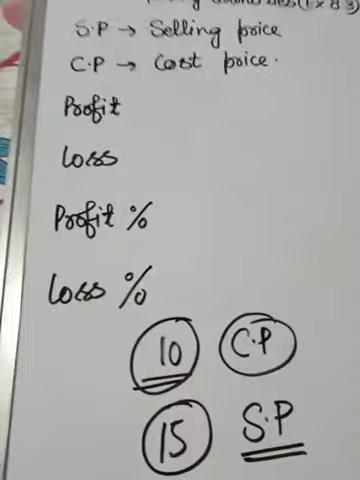 S.P → Selling price
C.P → Cost price.
Profit
Loss
Profit %
Loss %
10 C.P
15 S.P